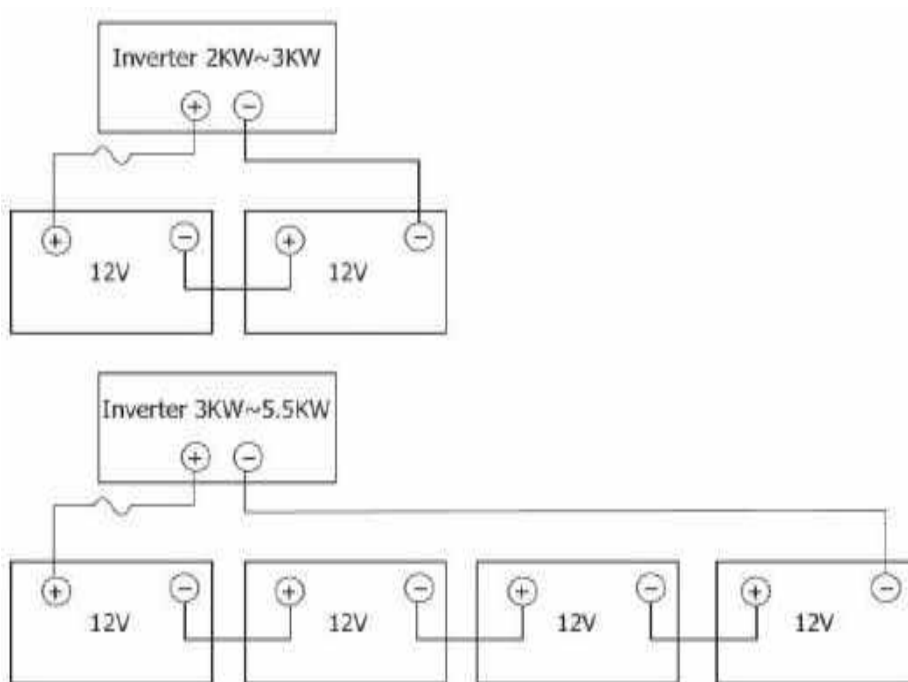 Inverter 2KW~3KW
+ −
+ − + −
12V 12V
Inverter 3KW~5.5KW
+ −
+ − + − + − + −
12V 12V 12V 12V